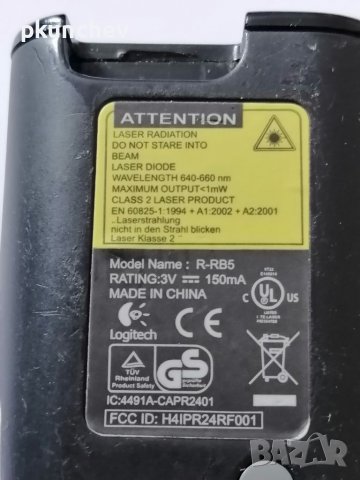 pkunchev
ATTENTION
LASER RADIATION
DO NOT STARE INTO
BEAM
LASER DIODE
WAVELENGTH 640-660 nm
MAXIMUM OUTPUT<1mW
CLASS 2 LASER PRODUCT
EN 60825-1:1994 + A1:2002 + A2:2001
Laserstrahlung
nicht in den Strahl blicken
Laser Klasse 2
Model Name : R-RB5
RATING:3V 150mA
MADE IN CHINA
C UL US
LISTED
Logitech
TÜV
Rheinland
GS
IC:4491A-CAPR2401
FCC ID: H4IPR24RF001
BAZAR